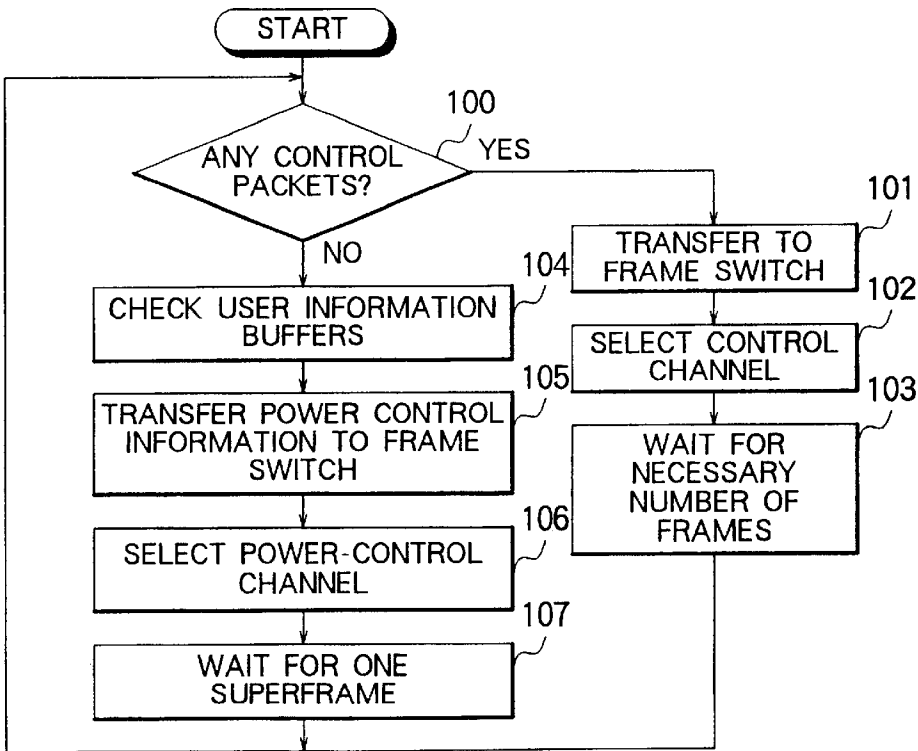 START
100
ANY CONTROL
PACKETS?
YES
NO
101
TRANSFER TO
FRAME SWITCH
102
SELECT CONTROL
CHANNEL
103
WAIT FOR
NECESSARY
NUMBER OF
FRAMES
104
CHECK USER INFORMATION
BUFFERS
105
TRANSFER POWER CONTROL
INFORMATION TO FRAME
SWITCH
106
SELECT POWER-CONTROL
CHANNEL
107
WAIT FOR ONE
SUPERFRAME